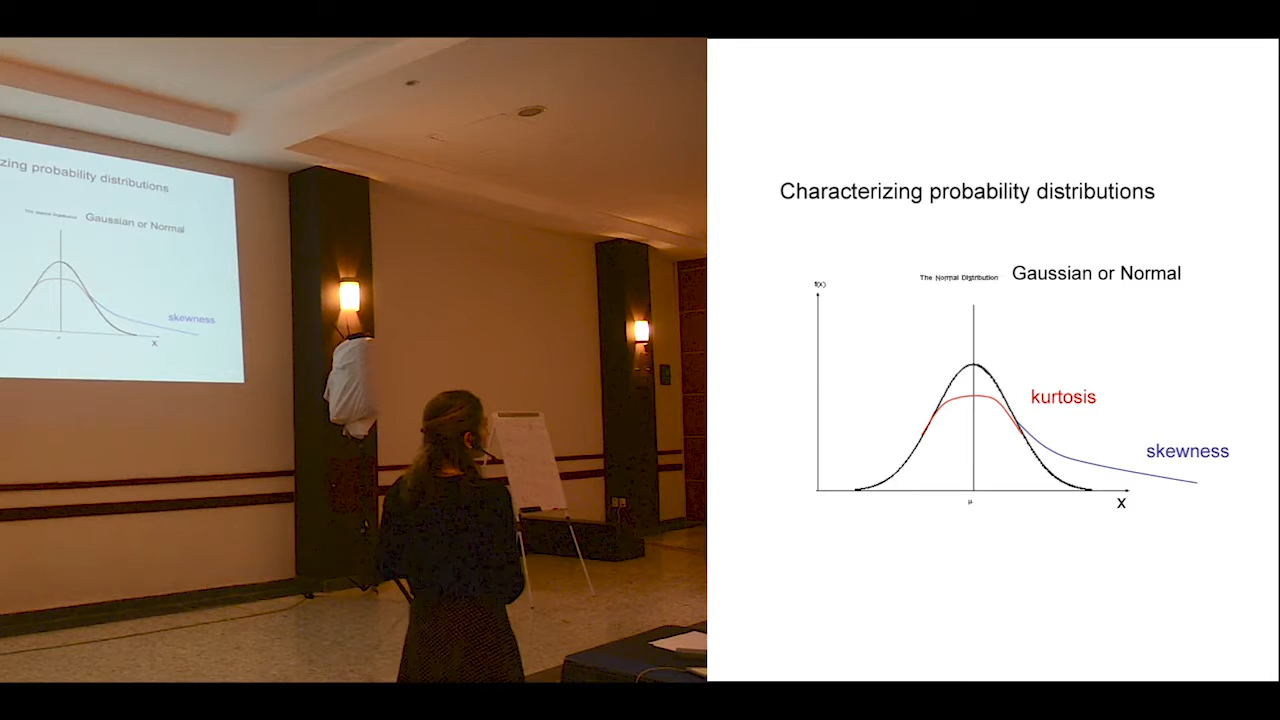 zing probability distributions
Gaussian or Normal
skewness
x
Characterizing probability distributions
The Normal Distribution
Gaussian or Normal
f(x)
kurtosis
skewness
μ
x